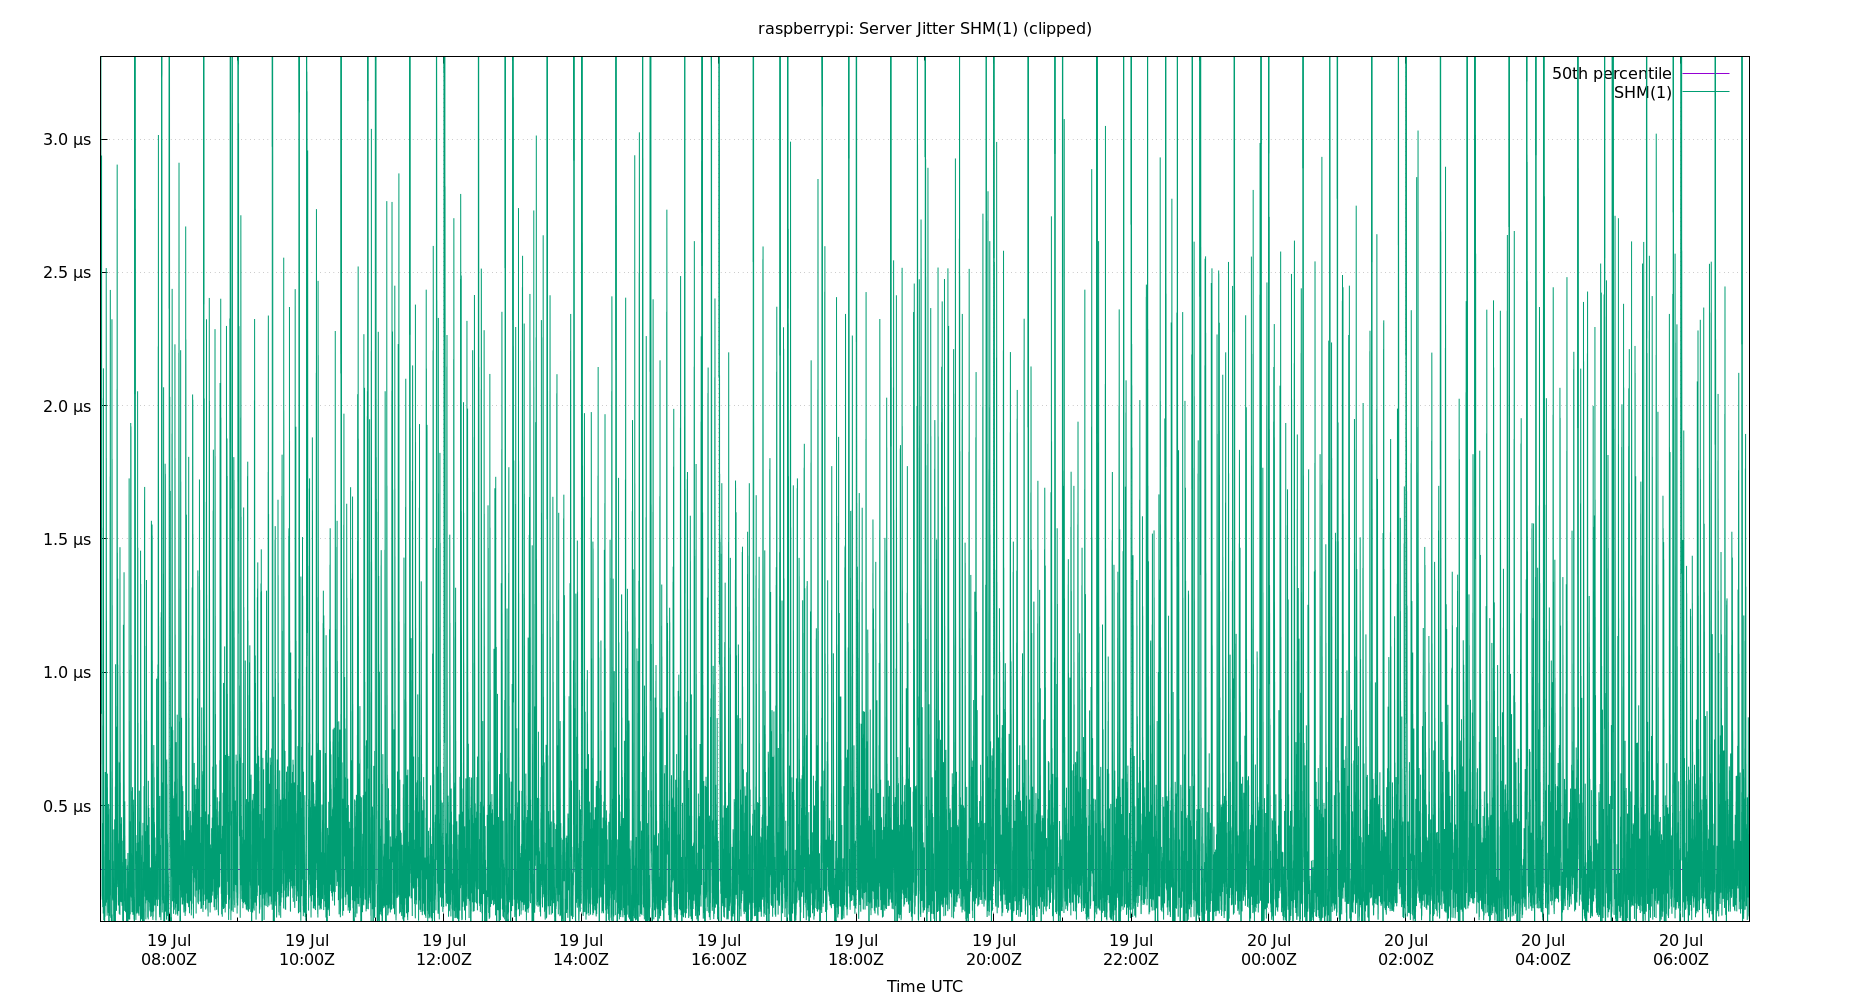 raspberrypi: Server Jitter SHM(1) (clipped)
50th percentile
SHM(1)
3.0 µs
2.5 µs
2.0 µs
1.5 µs
1.0 µs
0.5 µs
19 Jul 19 Jul 19 Jul 19 Jul 19 Jul 19 Jul 19 Jul 19 Jul 20 Jul 20 Jul 20 Jul 20 Jul
08:00Z 10:00Z 12:00Z 14:00Z 16:00Z 18:00Z 20:00Z 22:00Z 00:00Z 02:00Z 04:00Z 06:00Z
Time UTC